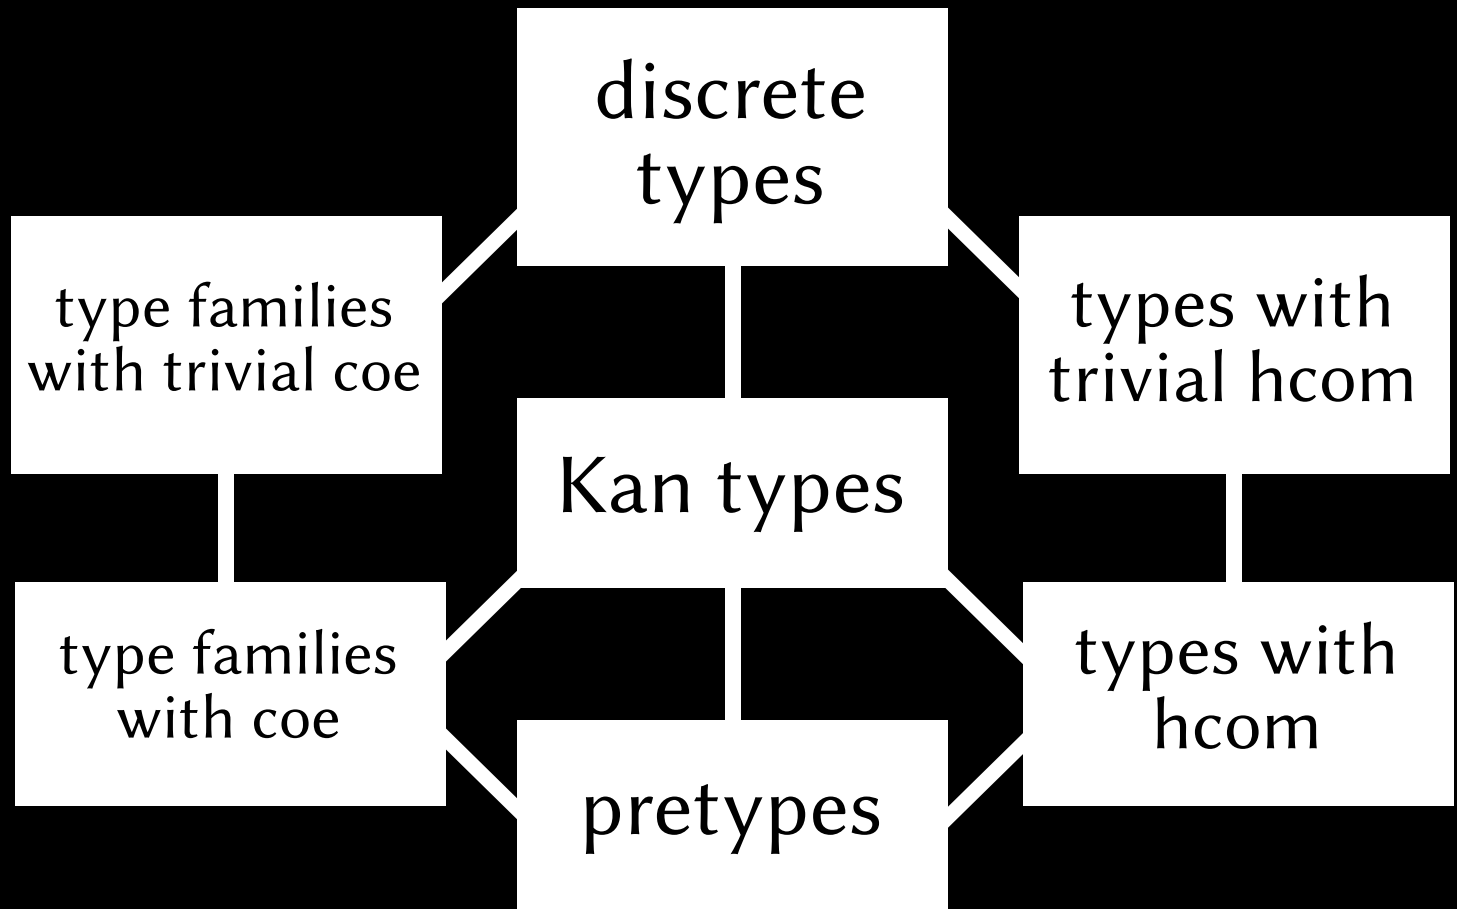 discrete
types
type families
with trivial coe
types with
trivial hcom
Kan types
type families
with coe
types with
hcom
pretypes